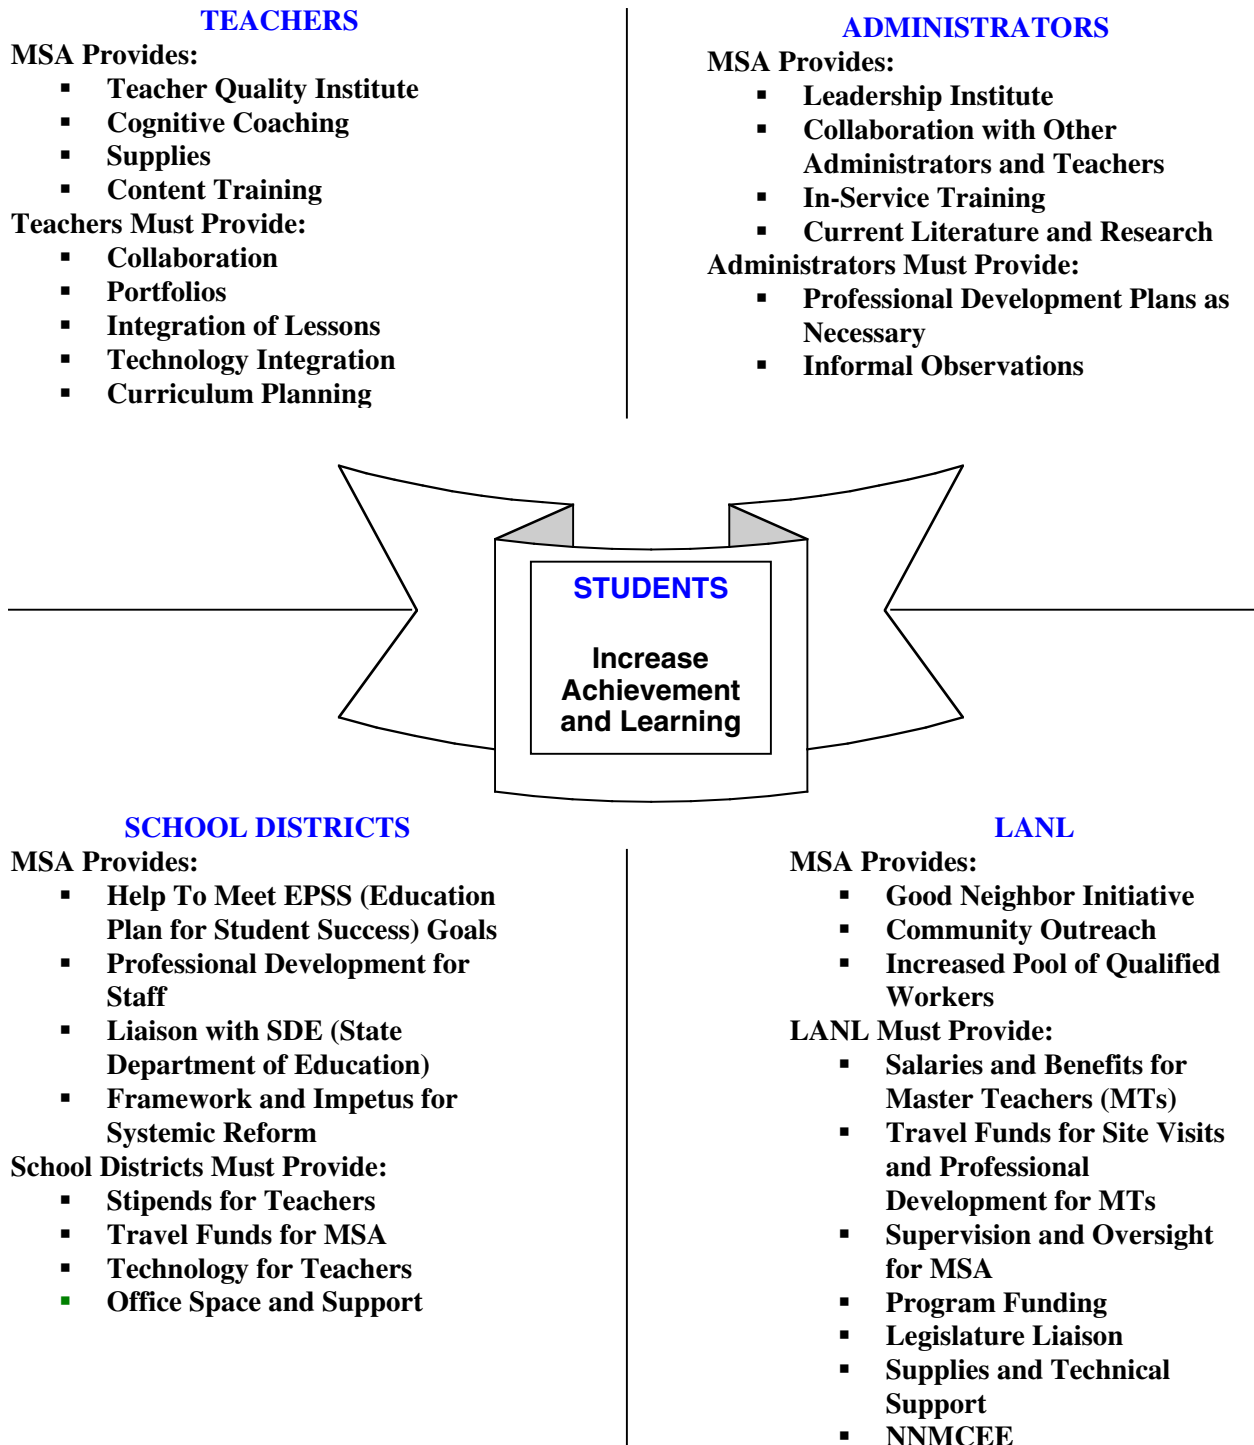 TEACHERS
MSA Provides:
▪ Teacher Quality Institute
▪ Cognitive Coaching
▪ Supplies
▪ Content Training
Teachers Must Provide:
▪ Collaboration
▪ Portfolios
▪ Integration of Lessons
▪ Technology Integration
▪ Curriculum Planning
ADMINISTRATORS
MSA Provides:
▪ Leadership Institute
▪ Collaboration with Other
Administrators and Teachers
▪ In-Service Training
▪ Current Literature and Research
Administrators Must Provide:
▪ Professional Development Plans as
Necessary
▪ Informal Observations
STUDENTS
Increase
Achievement
and Learning
SCHOOL DISTRICTS
MSA Provides:
▪ Help To Meet EPSS (Education
Plan for Student Success) Goals
▪ Professional Development for
Staff
▪ Liaison with SDE (State
Department of Education)
▪ Framework and Impetus for
Systemic Reform
School Districts Must Provide:
▪ Stipends for Teachers
▪ Travel Funds for MSA
▪ Technology for Teachers
▪ Office Space and Support
LANL
MSA Provides:
▪ Good Neighbor Initiative
▪ Community Outreach
▪ Increased Pool of Qualified
Workers
LANL Must Provide:
▪ Salaries and Benefits for
Master Teachers (MTs)
▪ Travel Funds for Site Visits
and Professional
Development for MTs
▪ Supervision and Oversight
for MSA
▪ Program Funding
▪ Legislature Liaison
▪ Supplies and Technical
Support
▪ NNMCEE